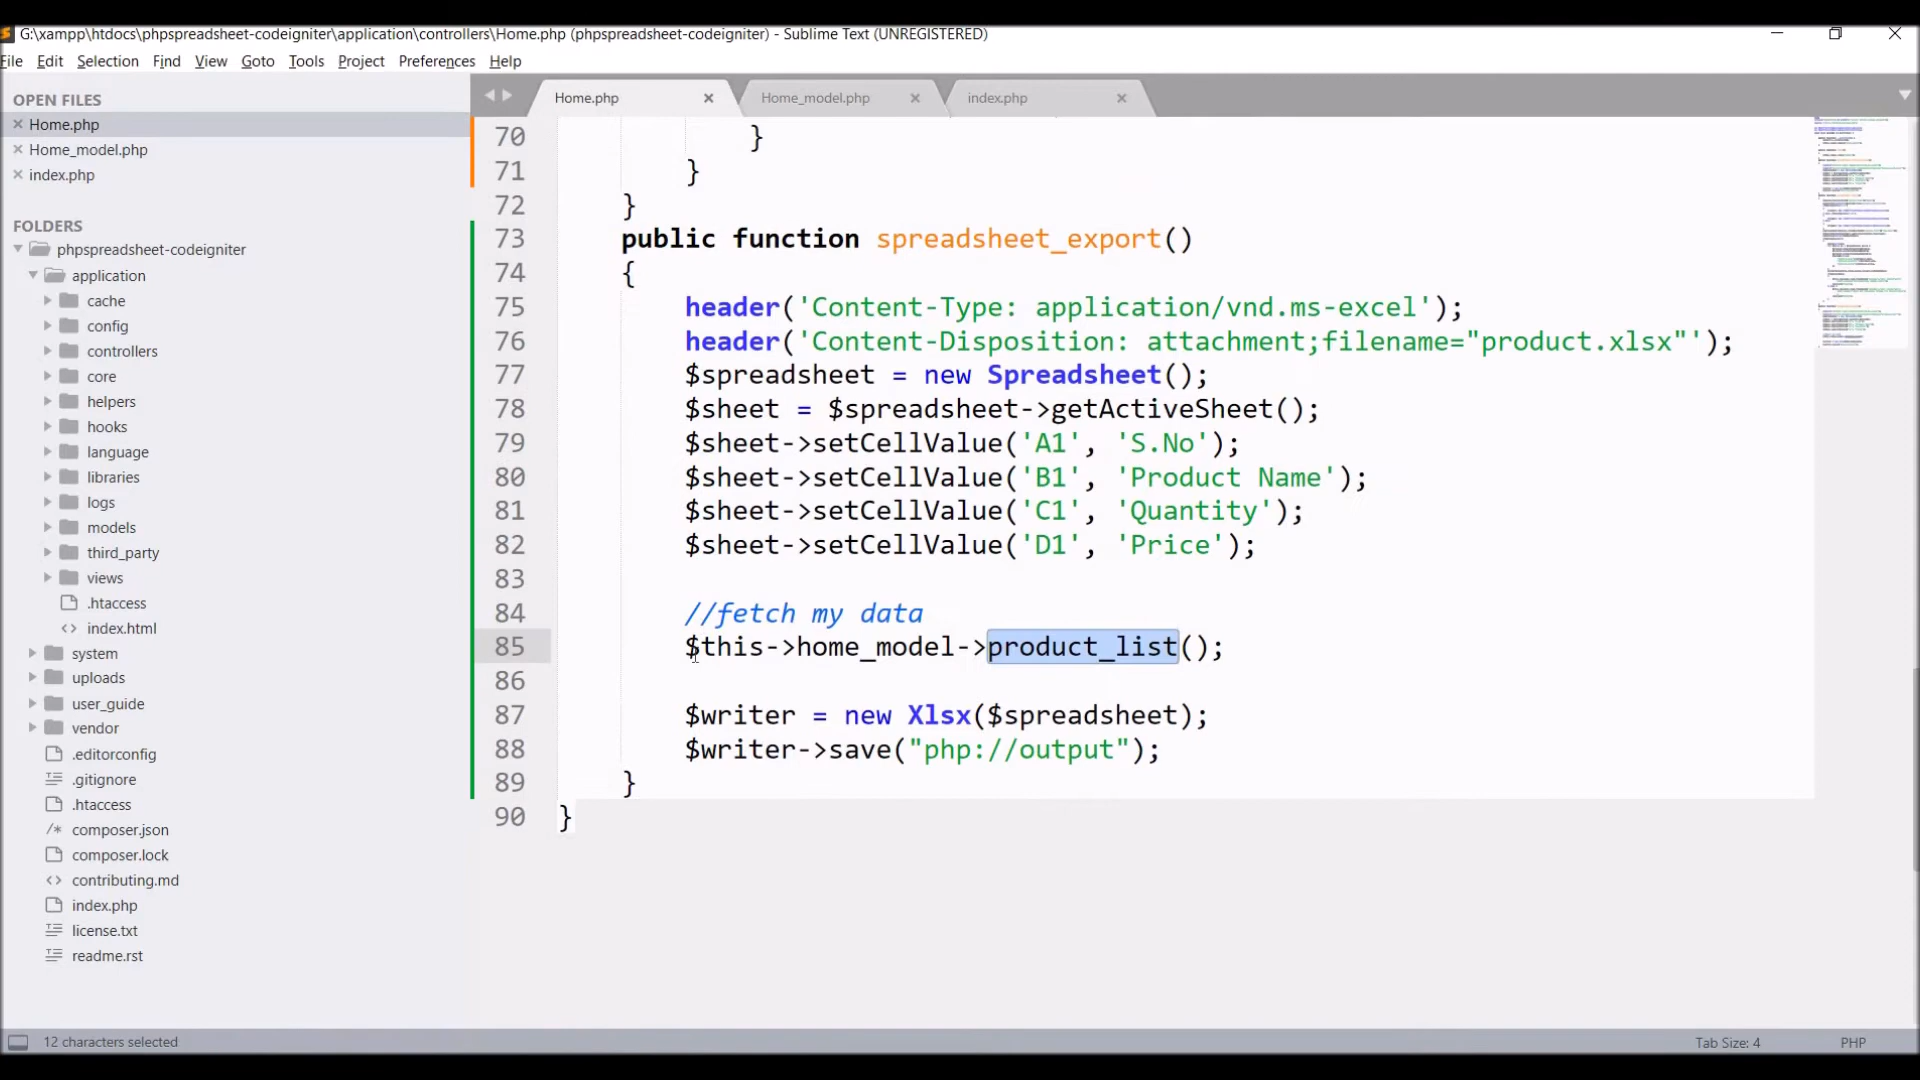 G:\xampp\htdocs\phpspreadsheet-codeigniter\application\controllers\Home.php (phpspreadsheet-codeigniter) - Sublime Text (UNREGISTERED)
File Edit Selection Find View Goto Tools Project Preferences Help
OPEN FILES
Home.php
Home_model.php
index.php
FOLDERS
phpspreadsheet-codeigniter
application
cache
config
controllers
core
helpers
hooks
language
libraries
logs
models
third_party
views
.htaccess
index.html
system
uploads
user_guide
vendor
.editorconfig
.gitignore
.htaccess
composer.json
composer.lock
contributing.md
index.php
license.txt
readme.rst
Home.php Home_model.php index.php
70 }
71 }
72 }
73 public function spreadsheet_export()
74 {
75 header('Content-Type: application/vnd.ms-excel');
76 header('Content-Disposition: attachment;filename="product.xlsx"');
77 $spreadsheet = new Spreadsheet();
78 $sheet = $spreadsheet->getActiveSheet();
79 $sheet->setCellValue('A1', 'S.No');
80 $sheet->setCellValue('B1', 'Product Name');
81 $sheet->setCellValue('C1', 'Quantity');
82 $sheet->setCellValue('D1', 'Price');
83
84 //fetch my data
85 $this->home_model->product_list();
86
87 $writer = new Xlsx($spreadsheet);
88 $writer->save("php://output");
89 }
90 }
12 characters selected
Tab Size: 4 PHP